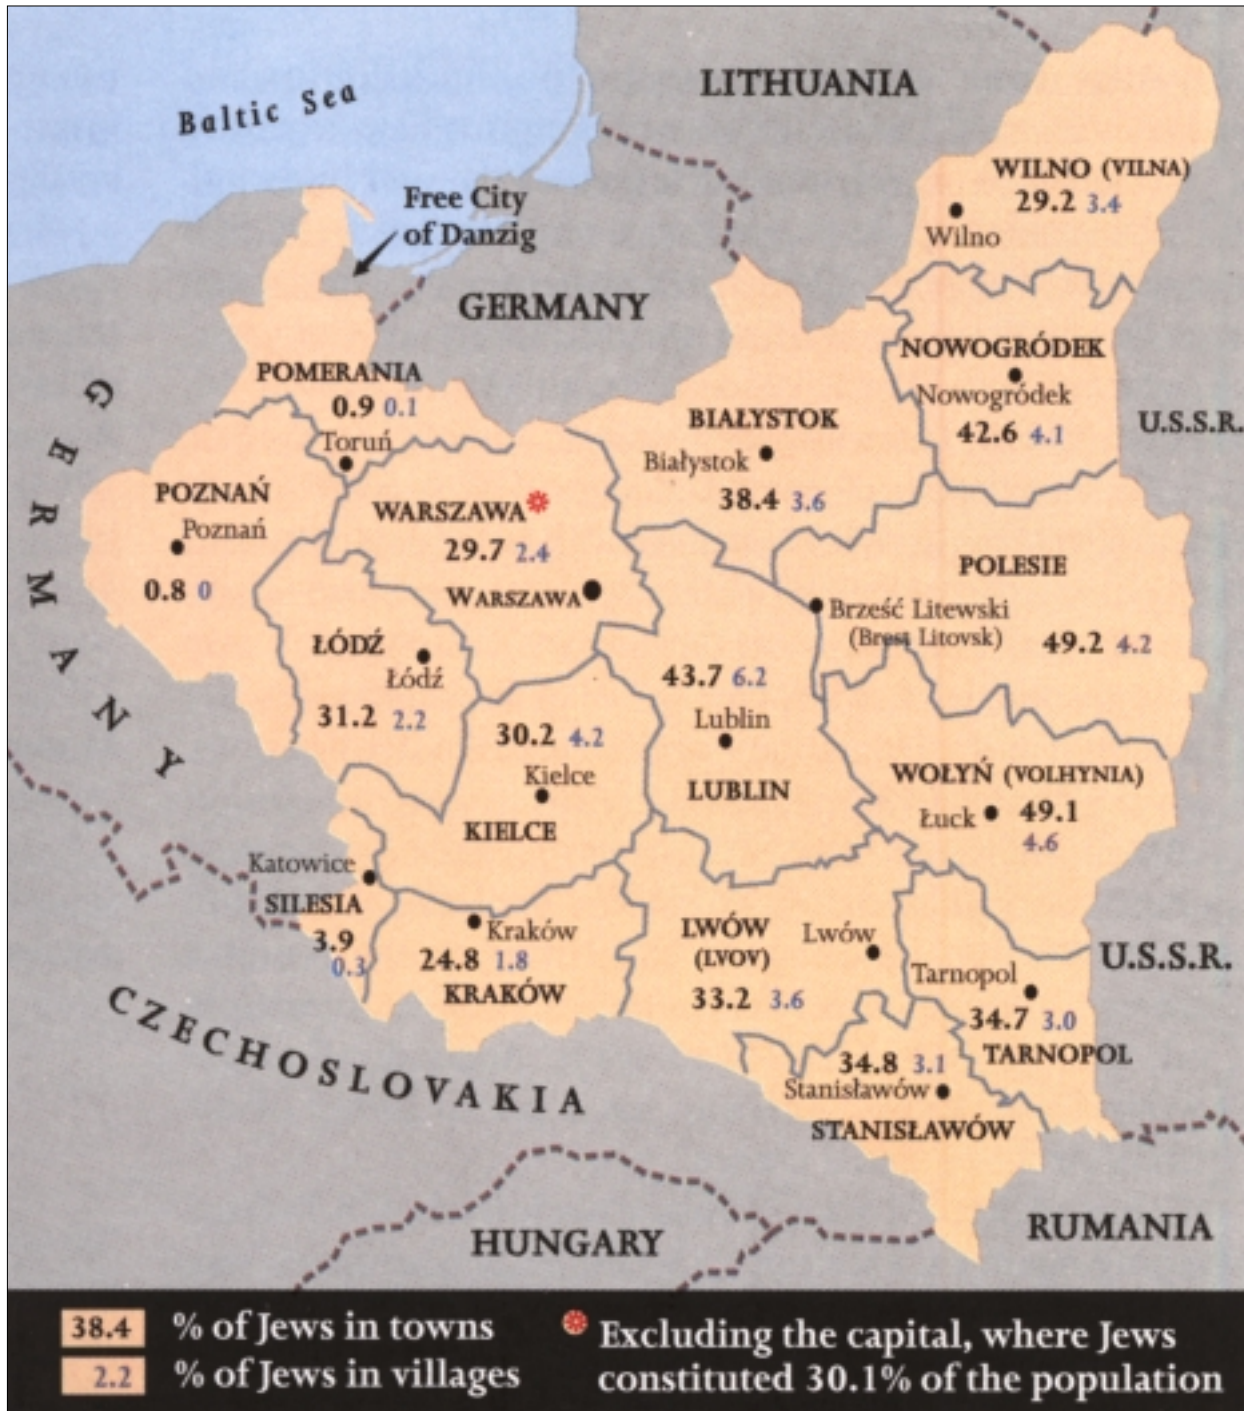 Baltic Sea
LITHUANIA
WILNO (VILNA)
29.2 3.4
Wilno
Free City
of Danzig
GERMANY
NOWOGRÓDEK
Nowogródek
42.6 4.1
U.S.S.R.
POMERANIA
0.9 0.1
Toruń
BIAŁYSTOK
Białystok
38.4 3.6
GERMANY
POZNAŃ
Poznań
0.8 0
WARSZAWA
29.7 2.4
WARSZAWA
POLESIE
Brześć Litewski
(Brest Litovsk)
49.2 4.2
ŁÓDŹ
Łódź
31.2 2.2
43.7 6.2
Lublin
LUBLIN
30.2 4.2
Kielce
KIELCE
WOŁYŃ (VOLHYNIA)
Łuck 49.1
4.6
Katowice
SILESIA
3.9
0.3
Kraków
24.8 1.8
KRAKÓW
LWÓW
(LVOV)
Lwów
33.2 3.6
Tarnopol
34.7 3.0
TARNOPOL
U.S.S.R.
34.8 3.1
Stanisławów
STANISŁAWÓW
CZECHOSLOVAKIA
HUNGARY
RUMANIA
38.4 % of Jews in towns
2.2 % of Jews in villages
Excluding the capital, where Jews
constituted 30.1% of the population